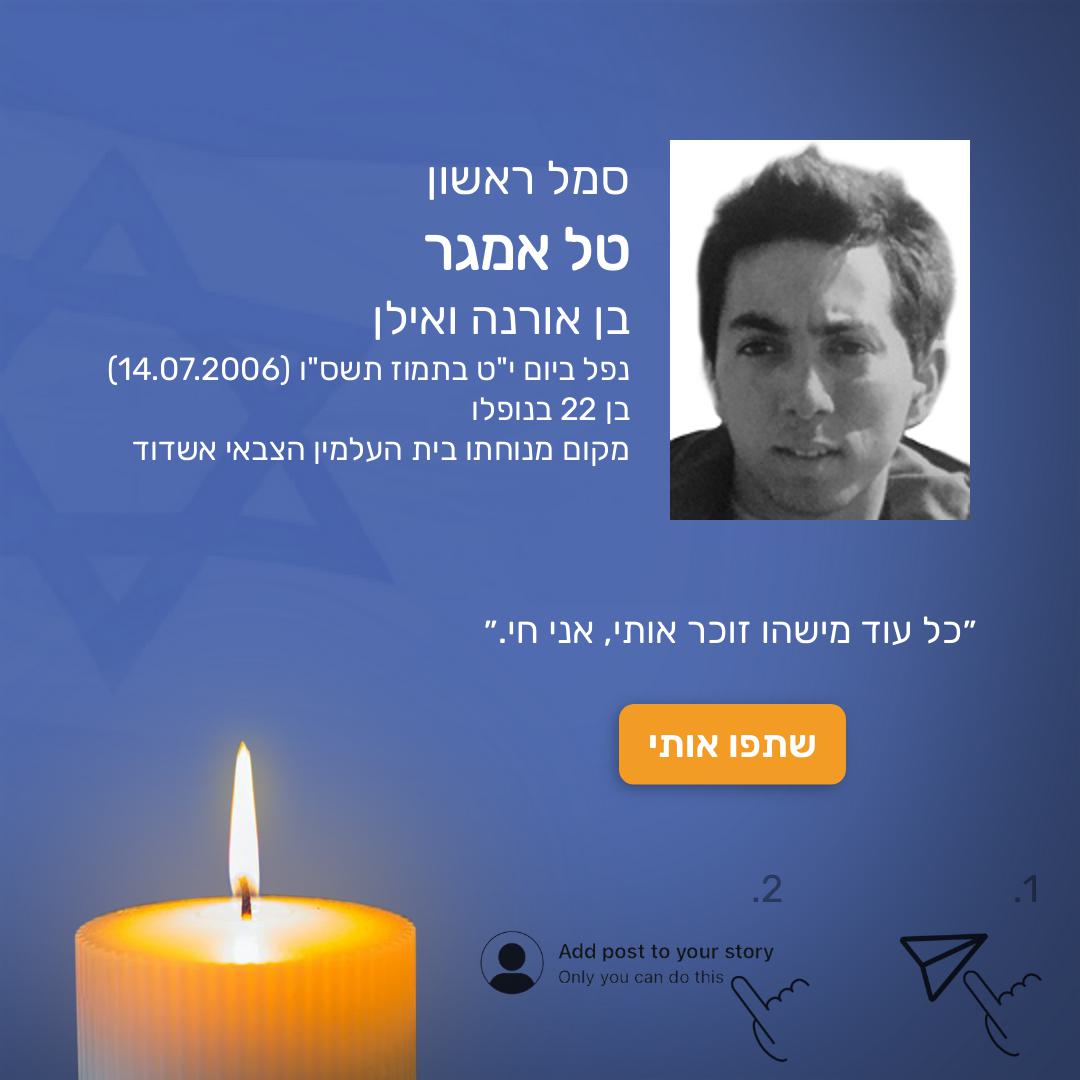 סמל ראשון
טל אמגר
בן אורנה ואילן
נפל ביום י"ט בתמוז תשס"ו (14.07.2006)
בן 22 בנופלו
מקום מנוחתו בית העלמין הצבאי אשדוד
״כל עוד מישהו זוכר אותי, אני חי.״
שתפו אותי
.1
.2
Add post to your story
Only you can do this